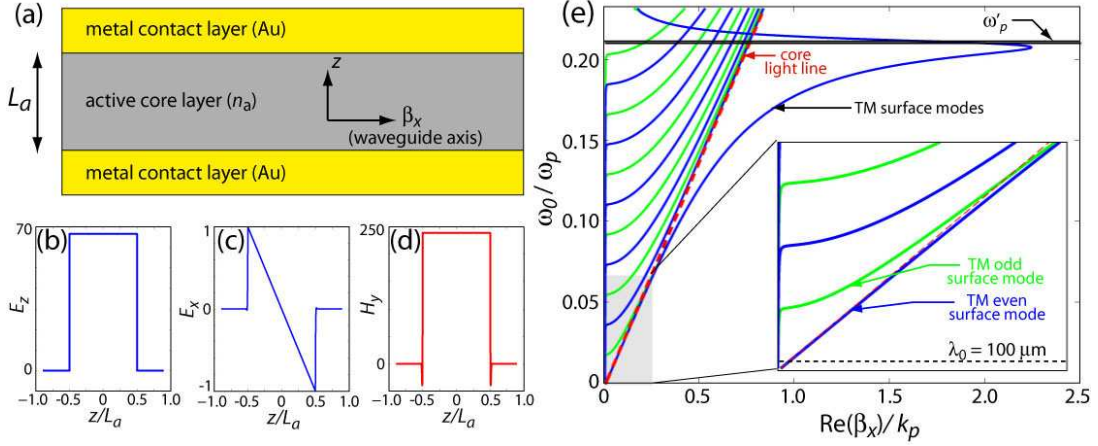 (a)
metal contact layer (Au)
L_a
active core layer (n_a)
z
β_x
(waveguide axis)
metal contact layer (Au)
(b)
70
E_z
0
−1.0 -0.5 0 0.5 1.0
z/L_a
(c)
1
E_x
0
-1
−1.0 -0.5 0 0.5 1.0
z/L_a
(d)
240
H_y
0
−1.0 -0.5 0 0.5 1.0
z/L_a
(e)
ω₀/ω_p
0.20
0.15
0.10
0.05
0
ω'_p
core
light line
TM surface modes
TM odd
surface mode
TM even
surface mode
λ₀ = 100 μm
0.5 1.0 1.5 2.0 2.5
Re(β_x)/k_p